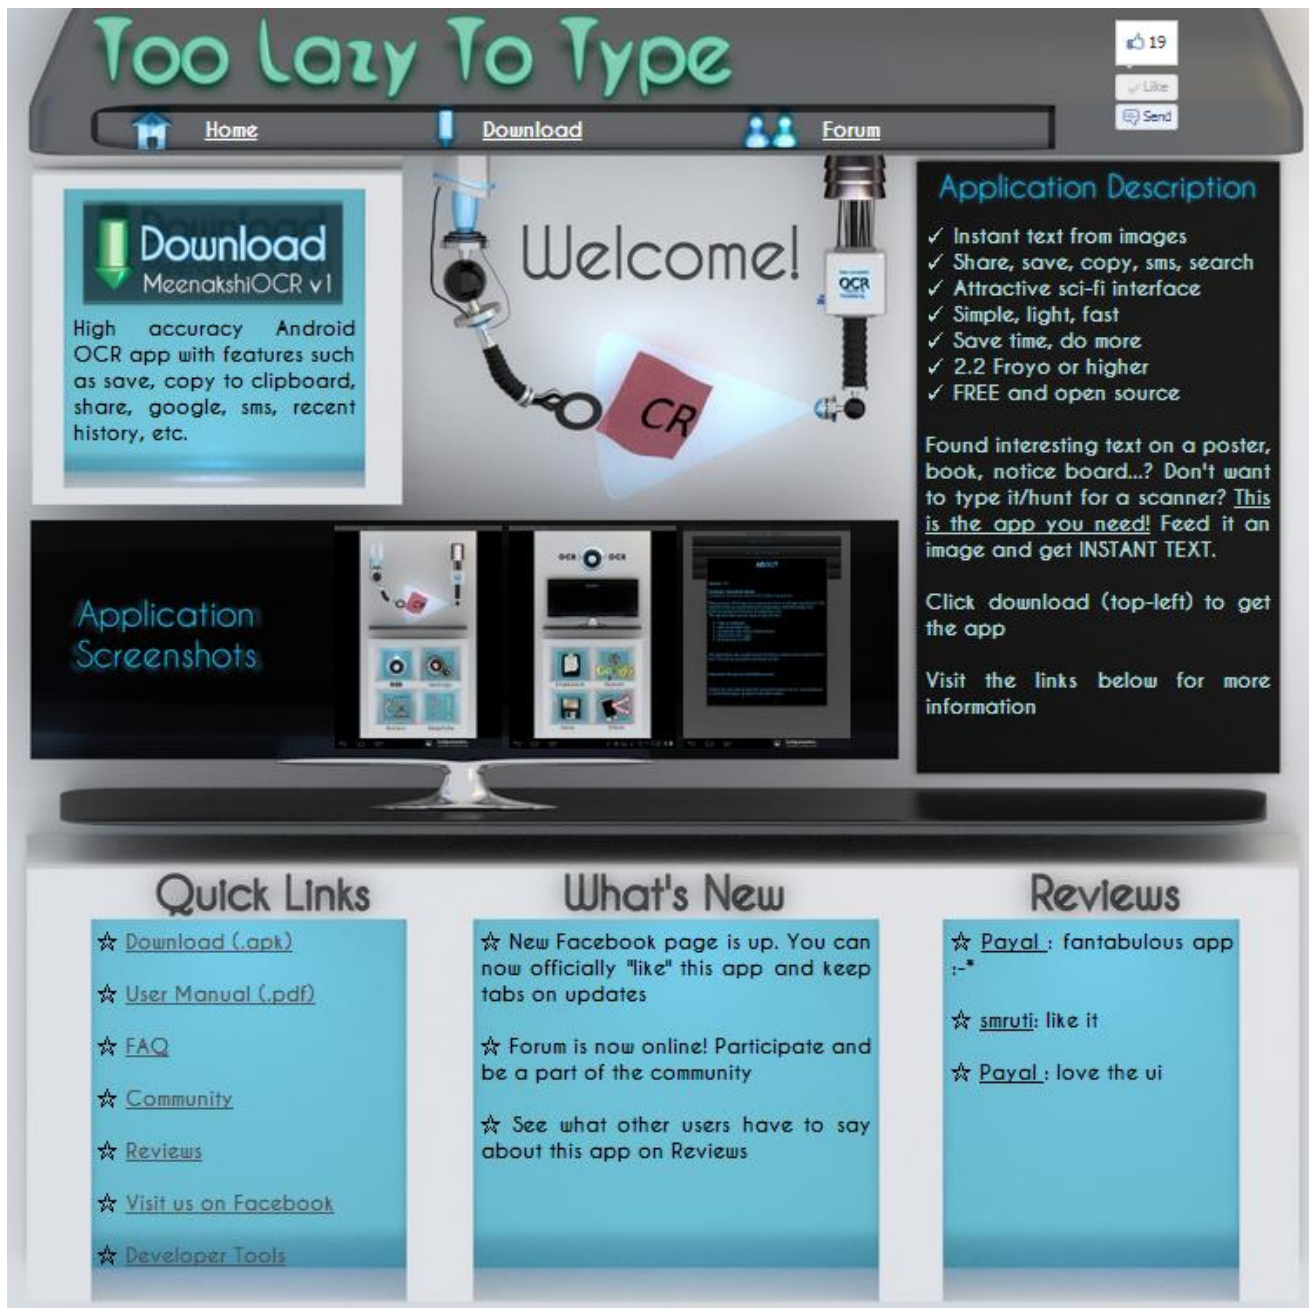 Too Lazy To Type
19
Like
Send
Home
Download
Forum
Download
MeenakshiOCR v1
High accuracy Android
OCR app with features such
as save, copy to clipboard,
share, google, sms, recent
history, etc.
Welcome!
OCR
CR
Application Description
✓ Instant text from images
✓ Share, save, copy, sms, search
✓ Attractive sci-fi interface
✓ Simple, light, fast
✓ Save time, do more
✓ 2.2 Froyo or higher
✓ FREE and open source
Found interesting text on a poster,
book, notice board...? Don't want
to type it/hunt for a scanner? This
is the app you need! Feed it an
image and get INSTANT TEXT.
Click download (top-left) to get
the app
Visit the links below for more
information
Application
Screenshots
CR
OCR
OCR
Google
ABOUT
Quick Links
☆ Download (.apk)
☆ User Manual (.pdf)
☆ FAQ
☆ Community
☆ Reviews
☆ Visit us on Facebook
☆ Developer Tools
What's New
☆ New Facebook page is up. You can
now officially "like" this app and keep
tabs on updates
☆ Forum is now online! Participate and
be a part of the community
☆ See what other users have to say
about this app on Reviews
Reviews
☆ Payal : fantabulous app
:-*
☆ smruti: like it
☆ Payal : love the ui